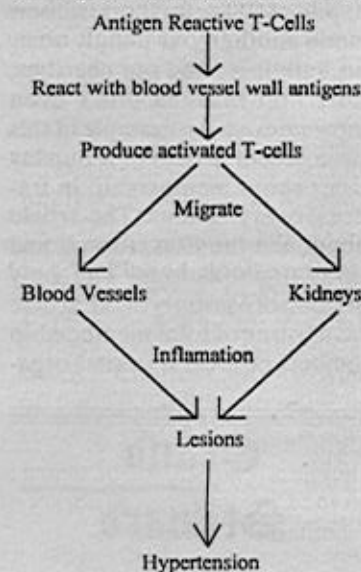 Antigen Reactive T-Cells
React with blood vessel wall antigens
Produce activated T-cells
Migrate
Blood Vessels Kidneys
Inflamation
Lesions
Hypertension